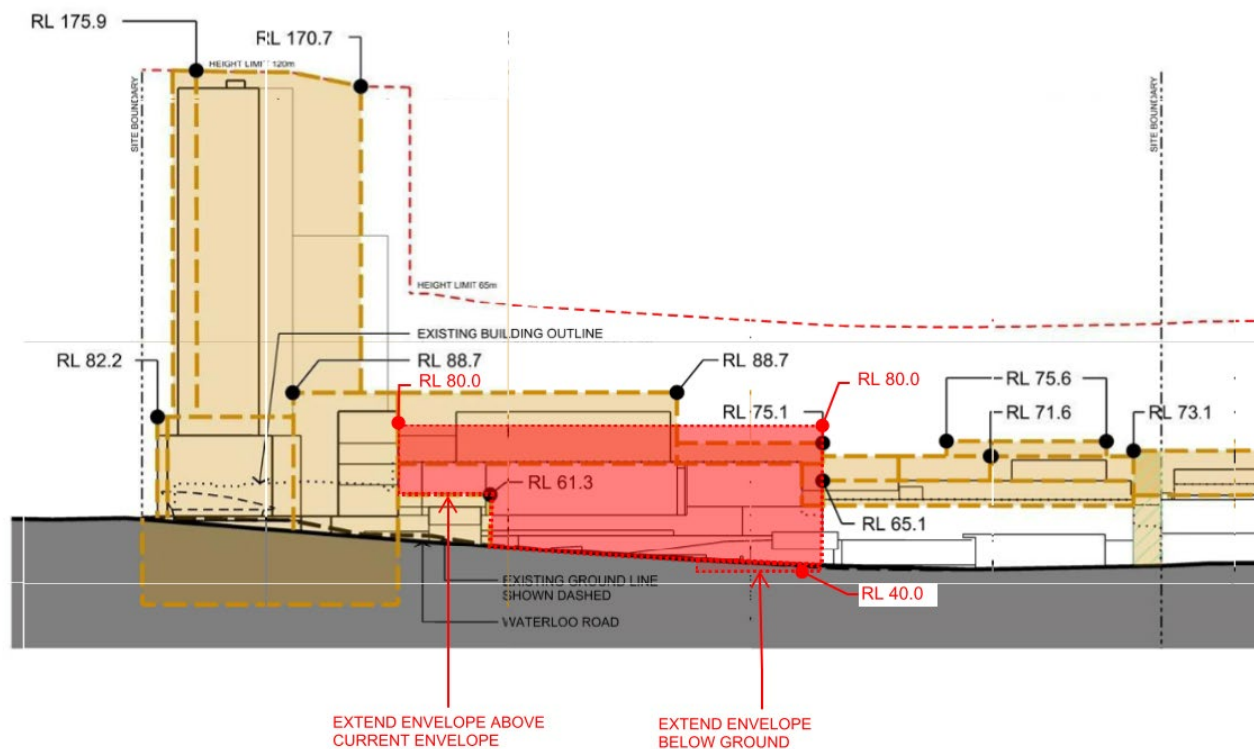 RL 175.9
RL 170.7
HEIGHT LIMIT 120m
SITE BOUNDARY
SITE BOUNDARY
HEIGHT LIMIT 65m
EXISTING BUILDING OUTLINE
RL 82.2
RL 88.7
RL 88.7
RL 80.0
RL 80.0
RL 75.6
RL 75.1
RL 71.6
RL 73.1
RL 61.3
RL 65.1
EXISTING GROUND LINE
SHOWN DASHED
RL 40.0
WATERLOO ROAD
EXTEND ENVELOPE ABOVE
CURRENT ENVELOPE
EXTEND ENVELOPE
BELOW GROUND